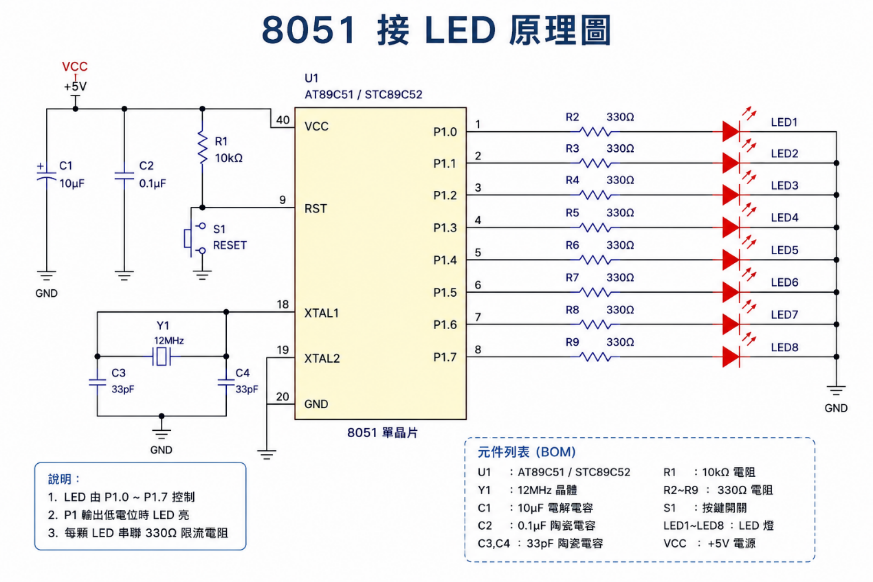 8051 接 LED 原理圖
VCC
+5V
U1
AT89C51 / STC89C52
40
VCC
P1.0
1
R2 330Ω
LED1
R1
10kΩ
C1
10μF
C2
0.1μF
P1.1
2
R3 330Ω
LED2
P1.2
3
R4 330Ω
LED3
9
RST
S1
RESET
P1.3
4
R5 330Ω
LED4
P1.4
5
R6 330Ω
LED5
P1.5
6
R7 330Ω
LED6
GND
18
XTAL1
P1.6
7
R8 330Ω
LED7
Y1
12MHz
19
XTAL2
P1.7
8
R9 330Ω
LED8
C3
33pF
C4
33pF
20
GND
GND
GND
8051 單晶片
說明：
1. LED 由 P1.0 ~ P1.7 控制
2. P1 輸出低電位時 LED 亮
3. 每顆 LED 串聯 330Ω 限流電阻
元件列表 (BOM)
U1 : AT89C51 / STC89C52
Y1 : 12MHz 晶體
C1 : 10μF 電解電容
C2 : 0.1μF 陶瓷電容
C3,C4 : 33pF 陶瓷電容
R1 : 10kΩ 電阻
R2~R9 : 330Ω 電阻
S1 : 按鍵開關
LED1~LED8 : LED 燈
VCC : +5V 電源